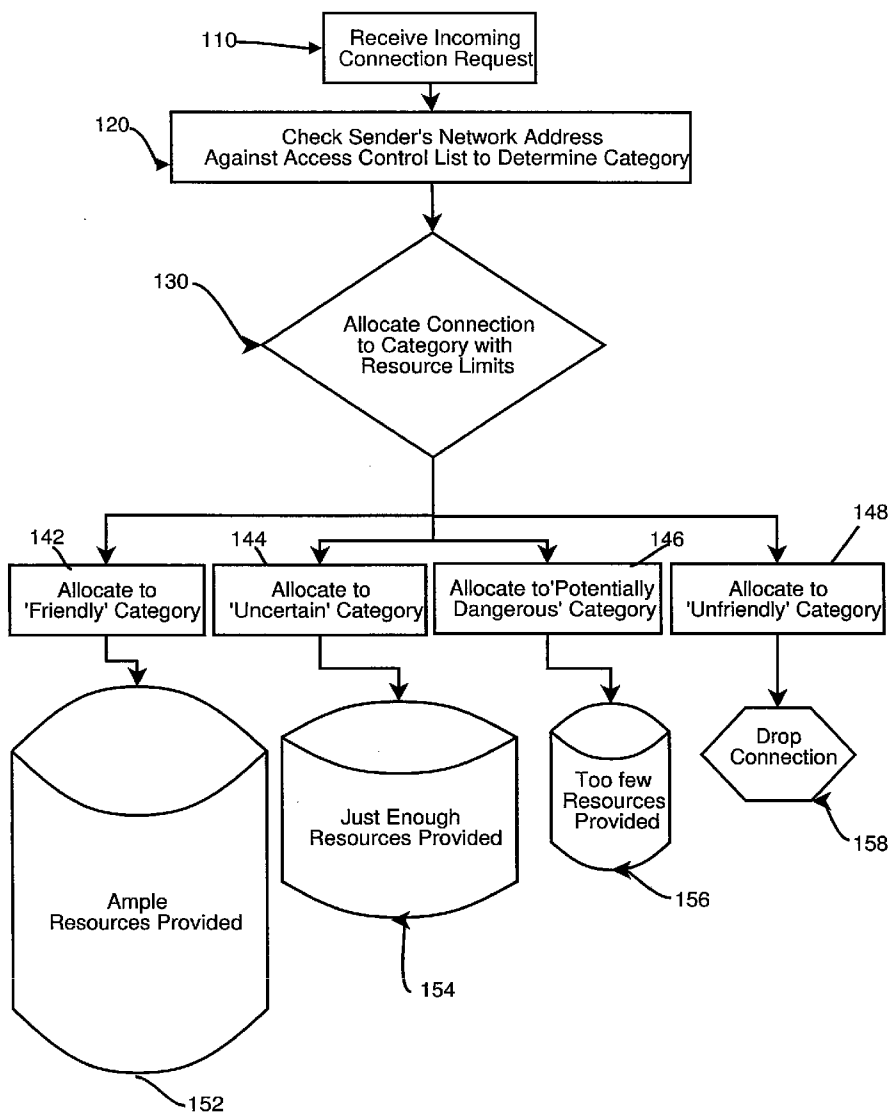 110
Receive Incoming
Connection Request
120
Check Sender's Network Address
Against Access Control List to Determine Category
130
Allocate Connection
to Category with
Resource Limits
142
144
146
148
Allocate to
'Friendly' Category
Allocate to
'Uncertain' Category
Allocate to'Potentially
Dangerous' Category
Allocate to
'Unfriendly' Category
Ample
Resources Provided
Just Enough
Resources Provided
Too few
Resources
Provided
Drop
Connection
158
156
154
152